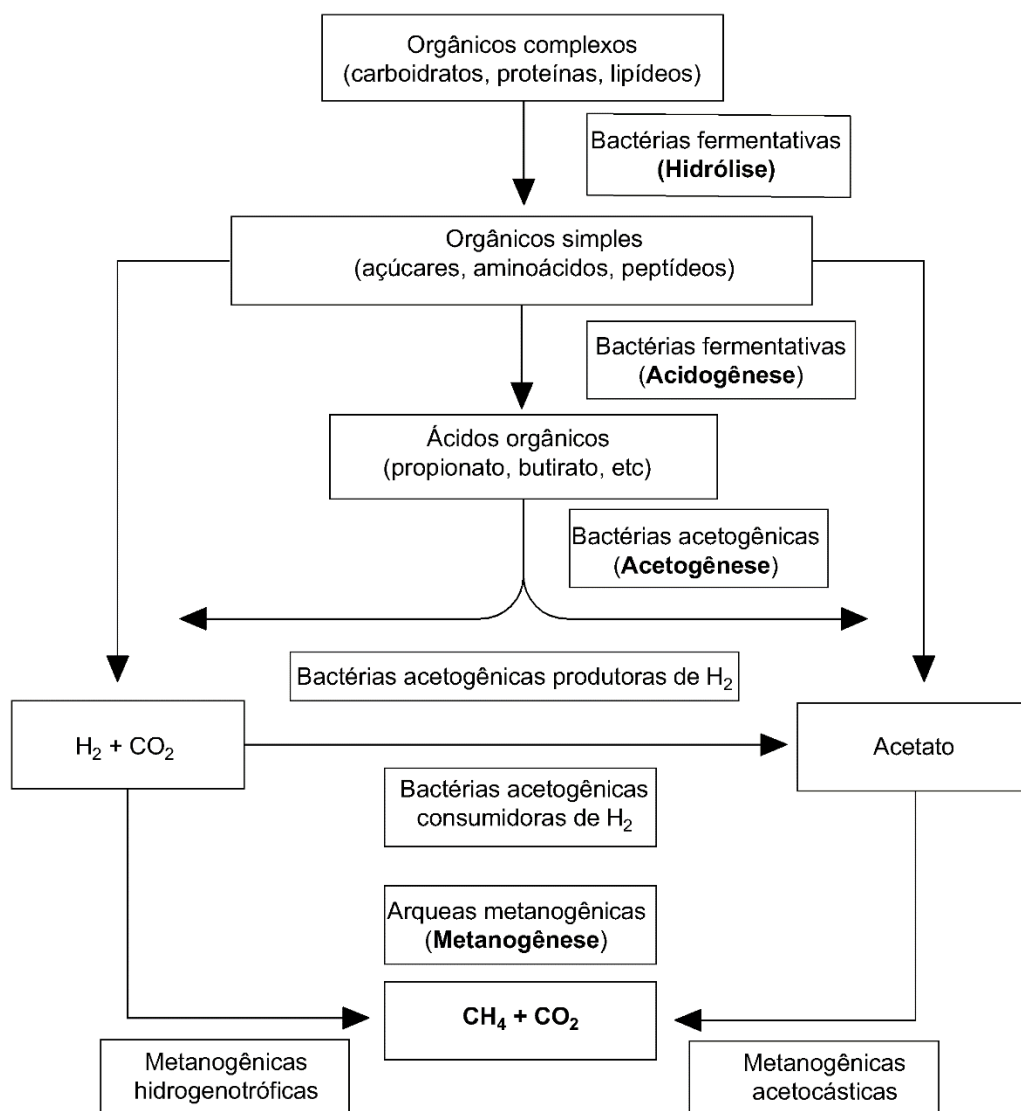 Orgânicos complexos
(carboidratos, proteínas, lipídeos)
Bactérias fermentativas
(Hidrólise)
Orgânicos simples
(açúcares, aminoácidos, peptídeos)
Bactérias fermentativas
(Acidogênese)
Ácidos orgânicos
(propionato, butirato, etc)
Bactérias acetogênicas
(Acetogênese)
Bactérias acetogênicas produtoras de H₂
H₂ + CO₂
Acetato
Bactérias acetogênicas
consumidoras de H₂
Arqueas metanogênicas
(Metanogênese)
CH₄ + CO₂
Metanogênicas
hidrogenotróficas
Metanogênicas
acetocásticas